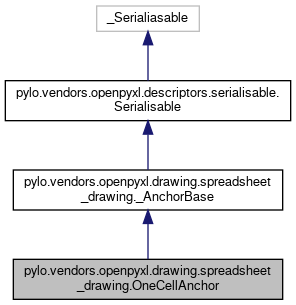 _Serialiasable
pylo.vendors.openpyxl.descriptors.serialisable.
Serialisable
pylo.vendors.openpyxl.drawing.spreadsheet
_drawing._AnchorBase
pylo.vendors.openpyxl.drawing.spreadsheet
_drawing.OneCellAnchor